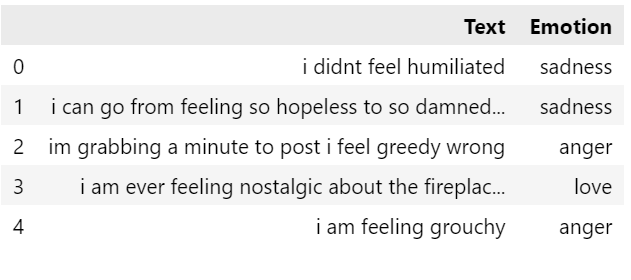 Text Emotion
0 i didnt feel humiliated sadness
1 i can go from feeling so hopeless to so damned... sadness
2 im grabbing a minute to post i feel greedy wrong anger
3 i am ever feeling nostalgic about the fireplac... love
4 i am feeling grouchy anger